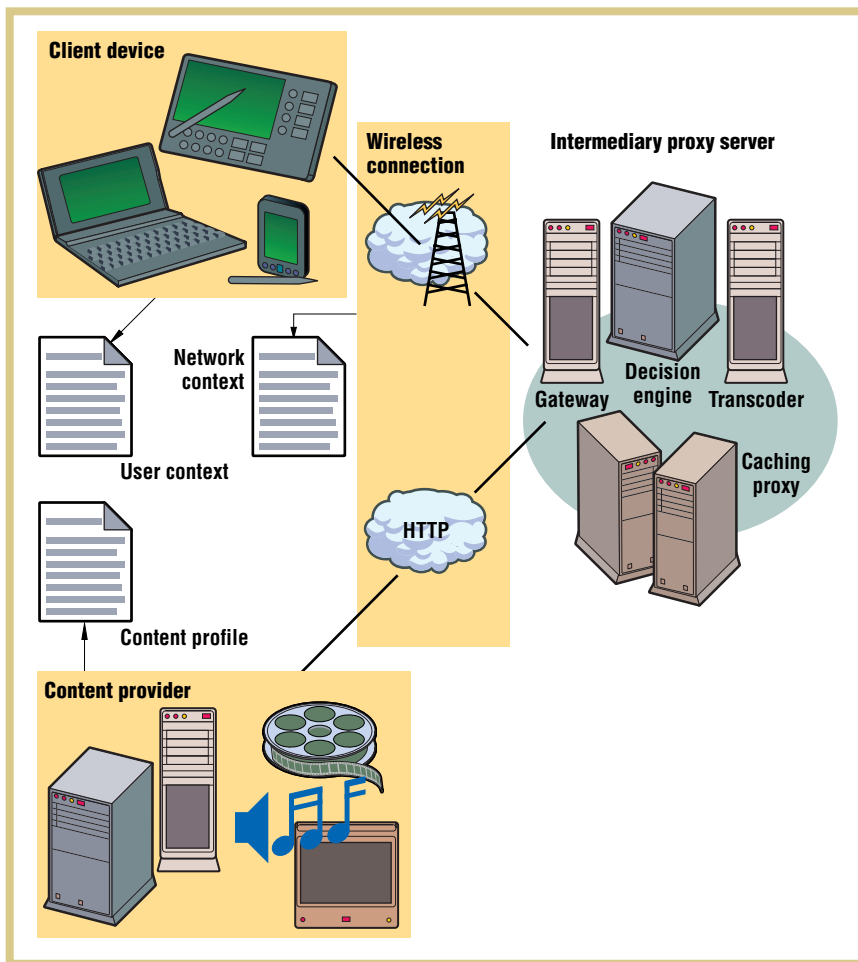 Client device
Wireless
connection
Intermediary proxy server
Network
context
User context
Gateway
Decision
engine
Transcoder
Caching
proxy
HTTP
Content profile
Content provider